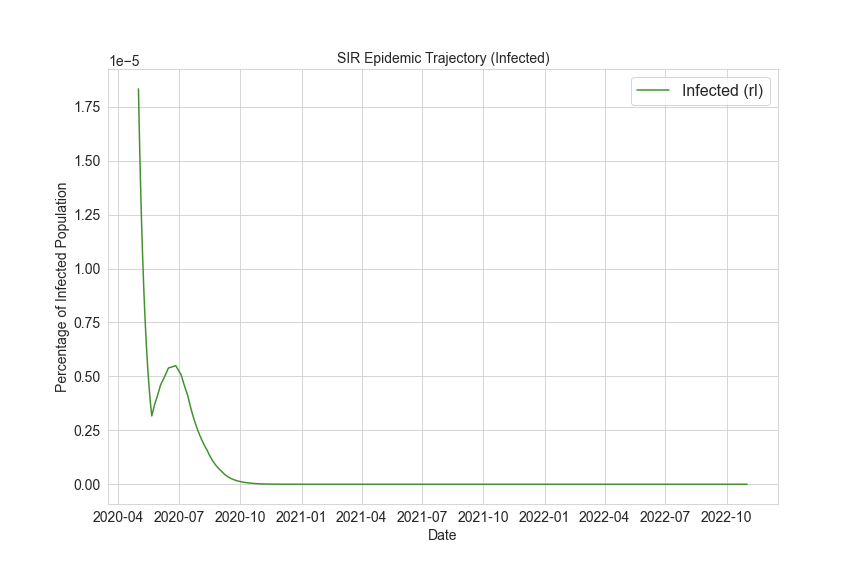 SIR Epidemic Trajectory (Infected)
1e−5
Infected (rI)
1.75
1.50
1.25
1.00
0.75
0.50
0.25
0.00
Percentage of Infected Population
2020-04 2020-07 2020-10 2021-01 2021-04 2021-07 2021-10 2022-01 2022-04 2022-07 2022-10
Date